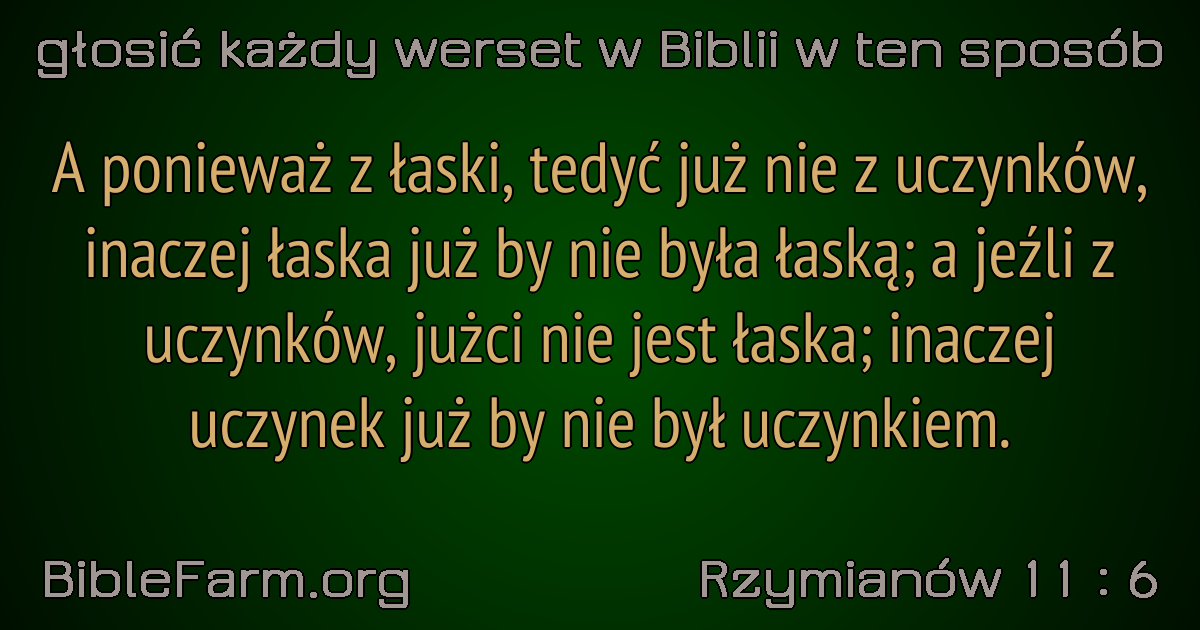 głosić każdy werset w Biblii w ten sposób
A ponieważ z łaski, tedyć już nie z uczynków,
inaczej łaska już by nie była łaską; a jeźli z
uczynków, jużci nie jest łaska; inaczej
uczynek już by nie był uczynkiem.
BibleFarm.org
Rzymianów 11 : 6